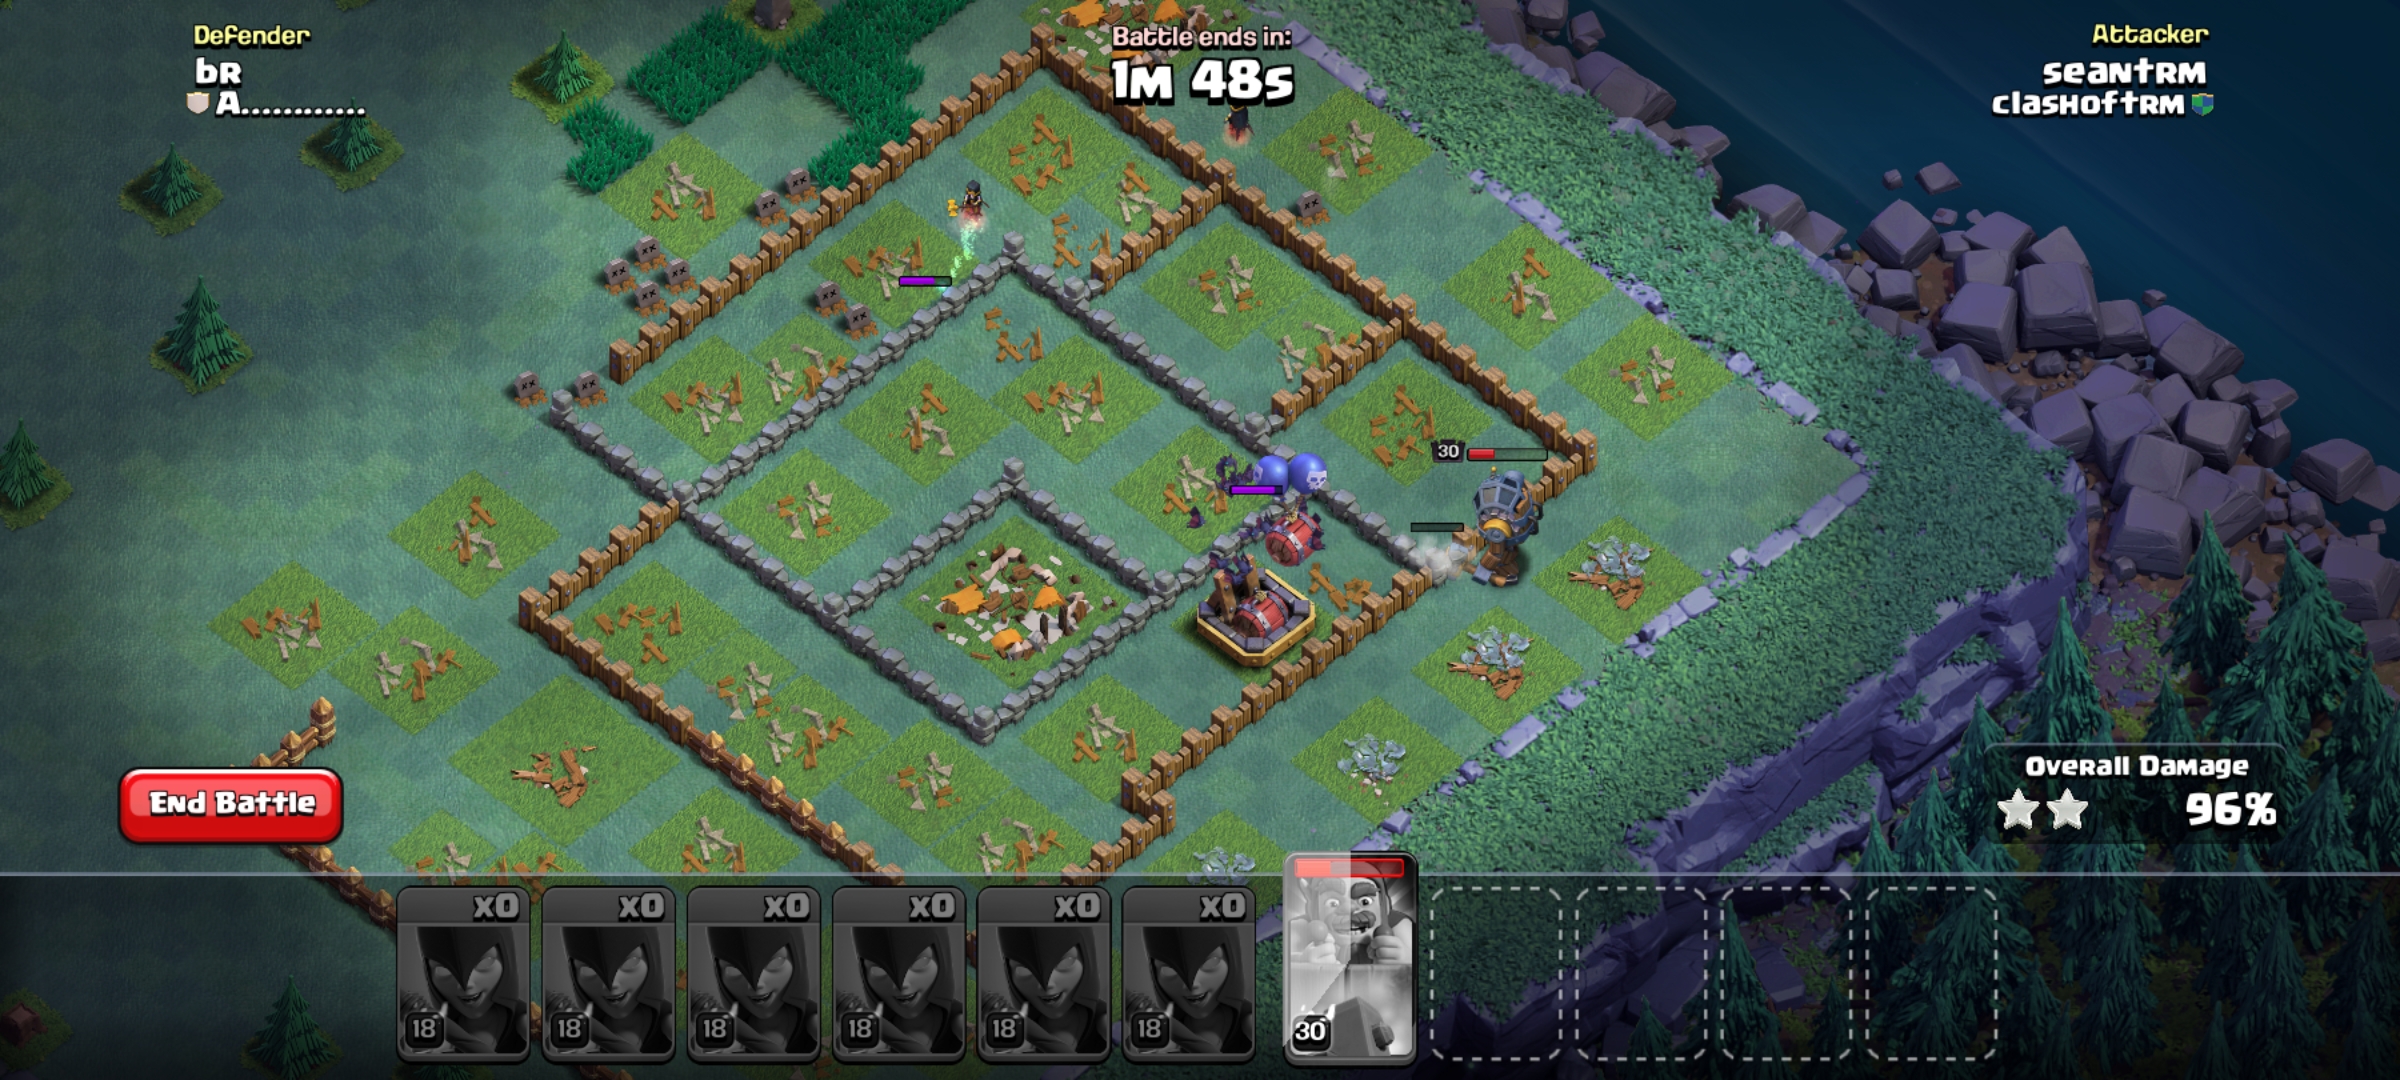 Defender
bR
A............
Battle ends in:
1M 48s
Attacker
seantRM
clashoftRM
30
End Battle
Overall Damage
96%
x0
x0
x0
x0
x0
x0
18
18
18
18
18
18
30